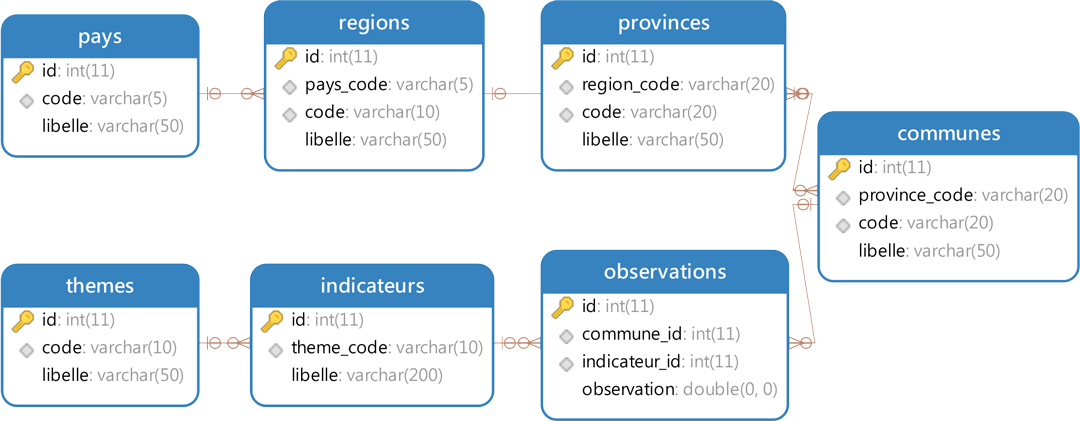 pays
id: int(11)
code: varchar(5)
libelle: varchar(50)
regions
id: int(11)
pays_code: varchar(5)
code: varchar(10)
libelle: varchar(50)
provinces
id: int(11)
region_code: varchar(20)
code: varchar(20)
libelle: varchar(50)
communes
id: int(11)
province_code: varchar(20)
code: varchar(20)
libelle: varchar(50)
themes
id: int(11)
code: varchar(10)
libelle: varchar(50)
indicateurs
id: int(11)
theme_code: varchar(10)
libelle: varchar(200)
observations
id: int(11)
commune_id: int(11)
indicateur_id: int(11)
observation: double(0, 0)